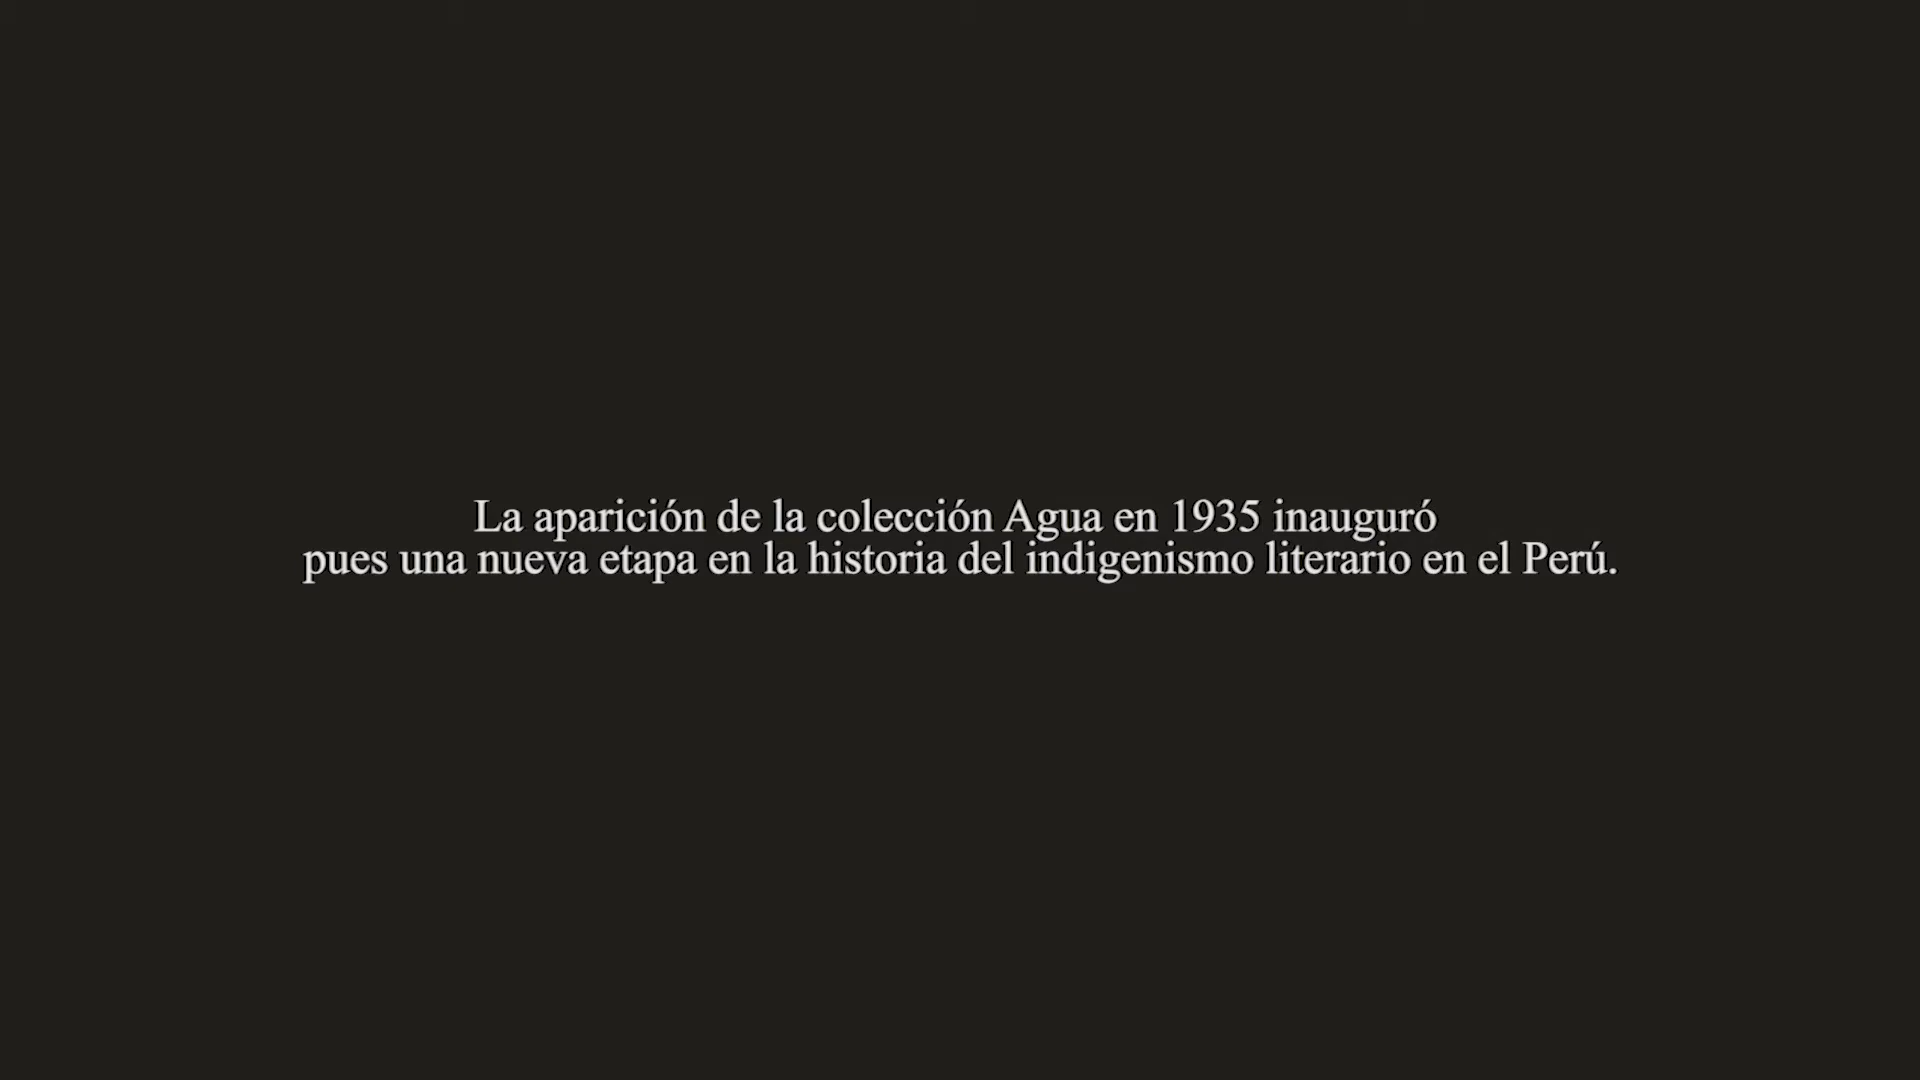 La aparición de la colección Agua en 1935 inauguró
pues una nueva etapa en la historia del indigenismo literario en el Perú.